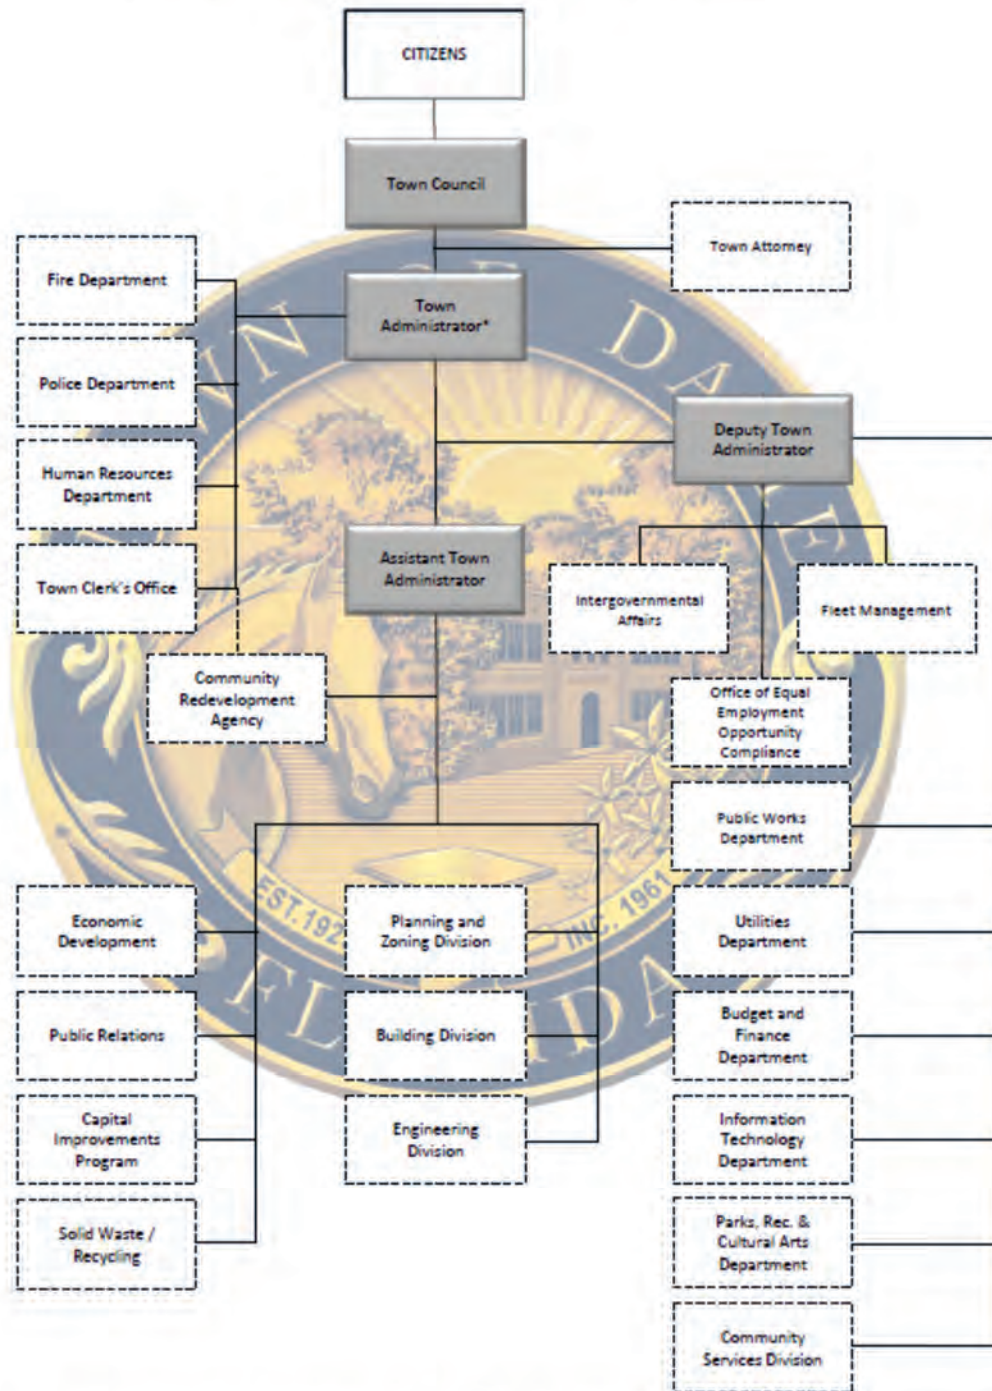 CITIZENS
Town Council
Town Attorney
Fire Department
Town
Administrator*
Police Department
Deputy Town
Administrator
Human Resources
Department
Assistant Town
Administrator
Town Clerk's Office
Intergovernmental
Affairs
Fleet Management
Community
Redevelopment
Agency
Office of Equal
Employment
Opportunity
Compliance
Public Works
Department
Economic
Development
Planning and
Zoning Division
Utilities
Department
Public Relations
Building Division
Budget and
Finance
Department
Capital
Improvements
Program
Engineering
Division
Information
Technology
Department
Solid Waste /
Recycling
Parks, Rec. &
Cultural Arts
Department
Community
Services Division
EST. 192
INC. 1961